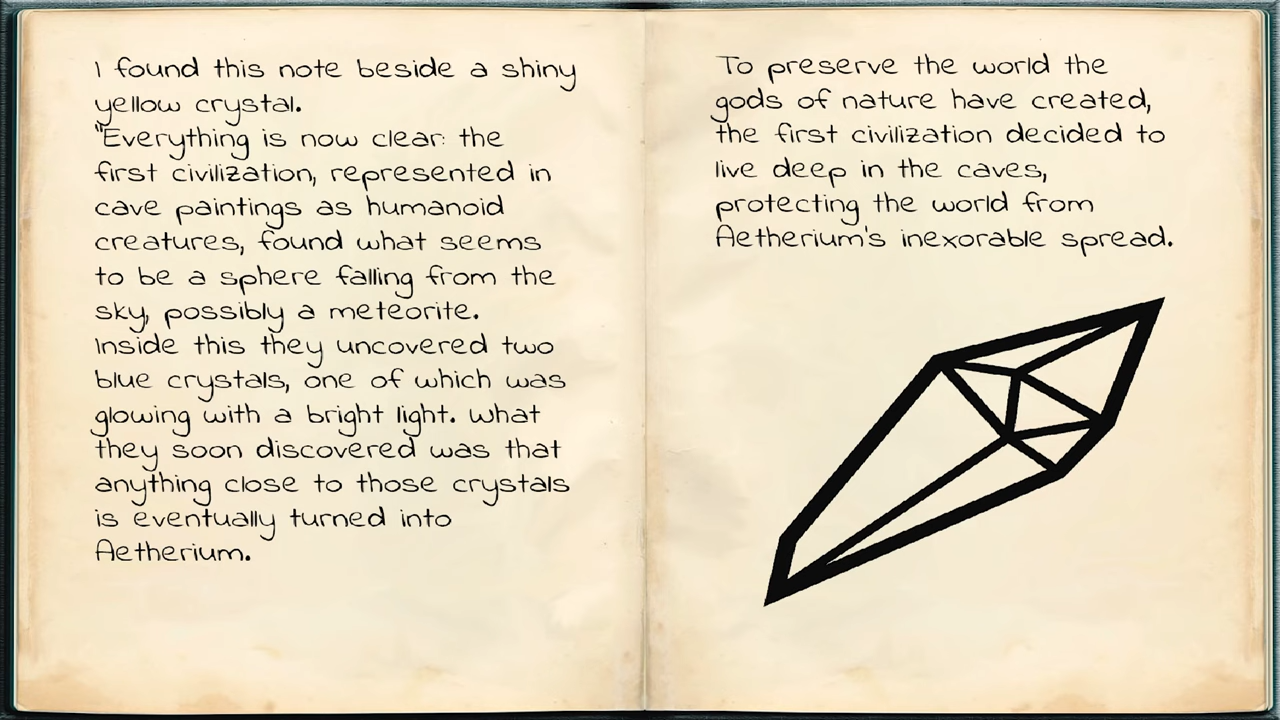 I found this note beside a shiny
yellow crystal.
"Everything is now clear: the
first civilization, represented in
cave paintings as humanoid
creatures, found what seems
to be a sphere falling from the
sky, possibly a meteorite.
Inside this they uncovered two
blue crystals, one of which was
glowing with a bright light. What
they soon discovered was that
anything close to those crystals
is eventually turned into
Aetherium.
To preserve the world the
gods of nature have created,
the first civilization decided to
live deep in the caves,
protecting the world from
Aetherium's inexorable spread.